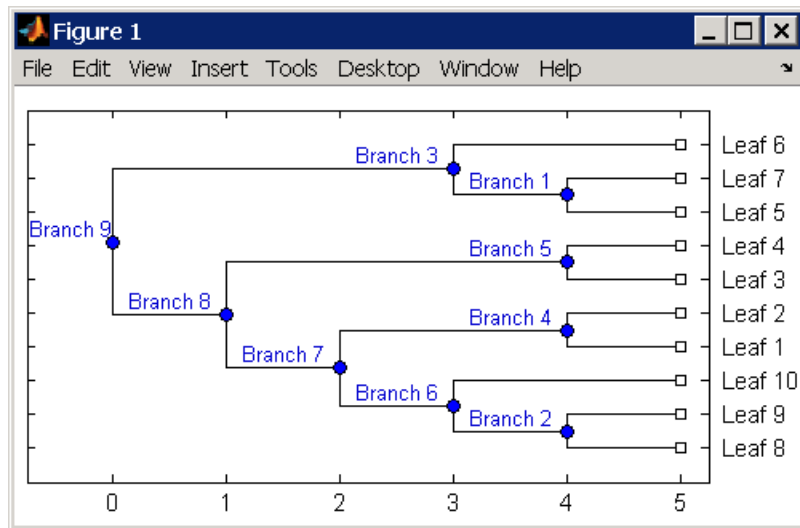 Figure 1
File Edit View Insert Tools Desktop Window Help
Leaf 6
Branch 3
Leaf 7
Branch 1
Leaf 5
Branch 9
Leaf 4
Branch 5
Leaf 3
Branch 8
Leaf 2
Branch 4
Leaf 1
Branch 7
Leaf 10
Branch 6
Leaf 9
Branch 2
Leaf 8
0 1 2 3 4 5